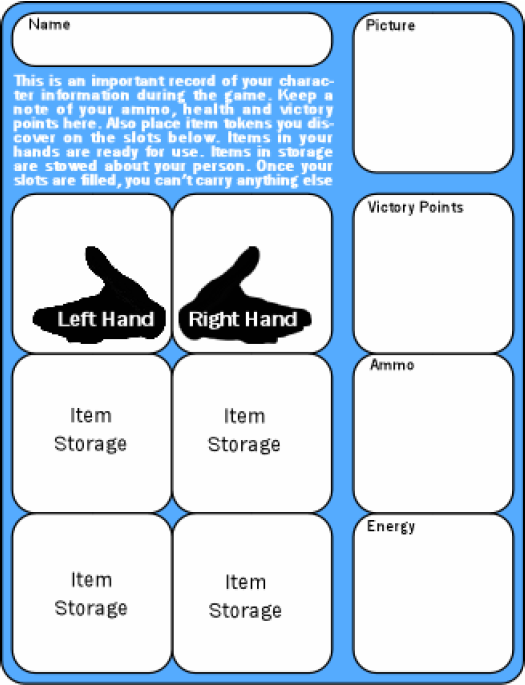 Name
Picture
This is an important record of your charac-
ter information during the game. Keep a
note of your ammo, health and victory
points here. Also place item tokens you dis-
cover on the slots below. Items in your
hands are ready for use. Items in storage
are stowed about your person. Once your
slots are filled, you can't carry anything else
Victory Points
Left Hand
Right Hand
Ammo
Item
Storage
Item
Storage
Energy
Item
Storage
Item
Storage